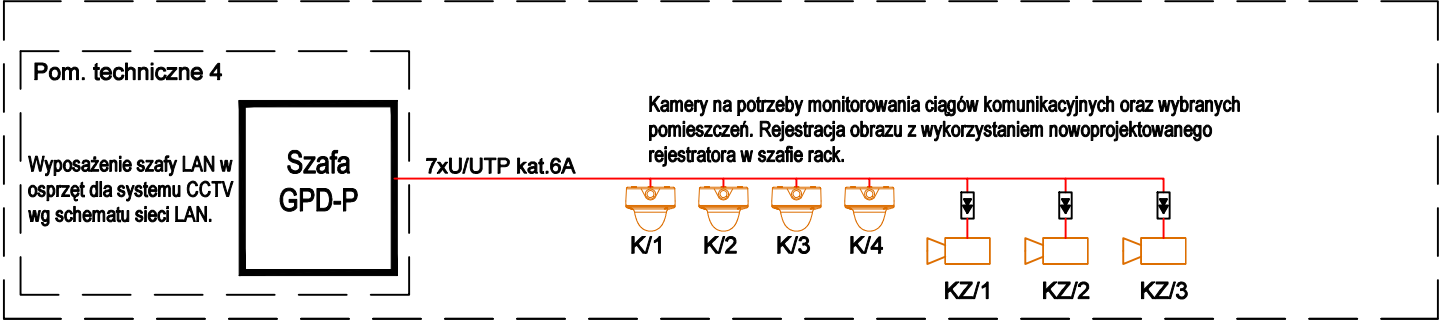 Pom. techniczne 4
Wyposażenie szafy LAN w
osprzęt dla systemu CCTV
wg schematu sieci LAN.
Szafa
GPD-P
7xU/UTP kat.6A
Kamery na potrzeby monitorowania ciągów komunikacyjnych oraz wybranych
pomieszczeń. Rejestracja obrazu z wykorzystaniem nowoprojektowanego
rejestratora w szafie rack.
K/1
K/2
K/3
K/4
KZ/1
KZ/2
KZ/3